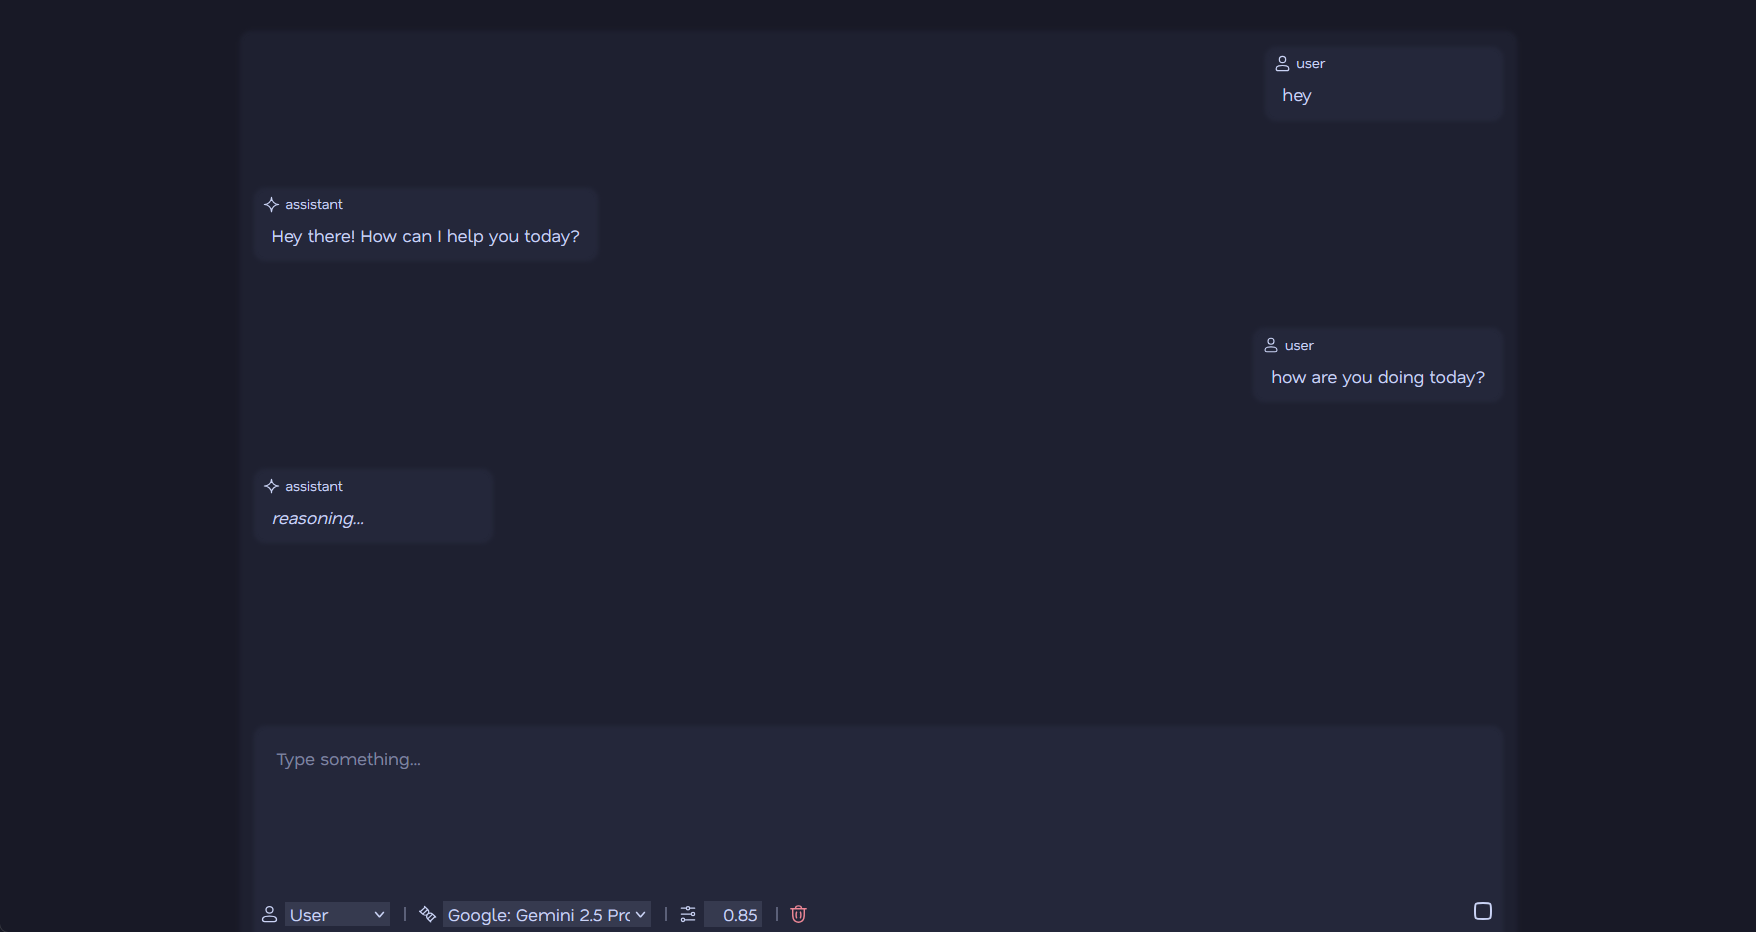 user
hey
assistant
Hey there! How can I help you today?
user
how are you doing today?
assistant
reasoning...
Type something...
User | Google: Gemini 2.5 Prc | 0.85 |